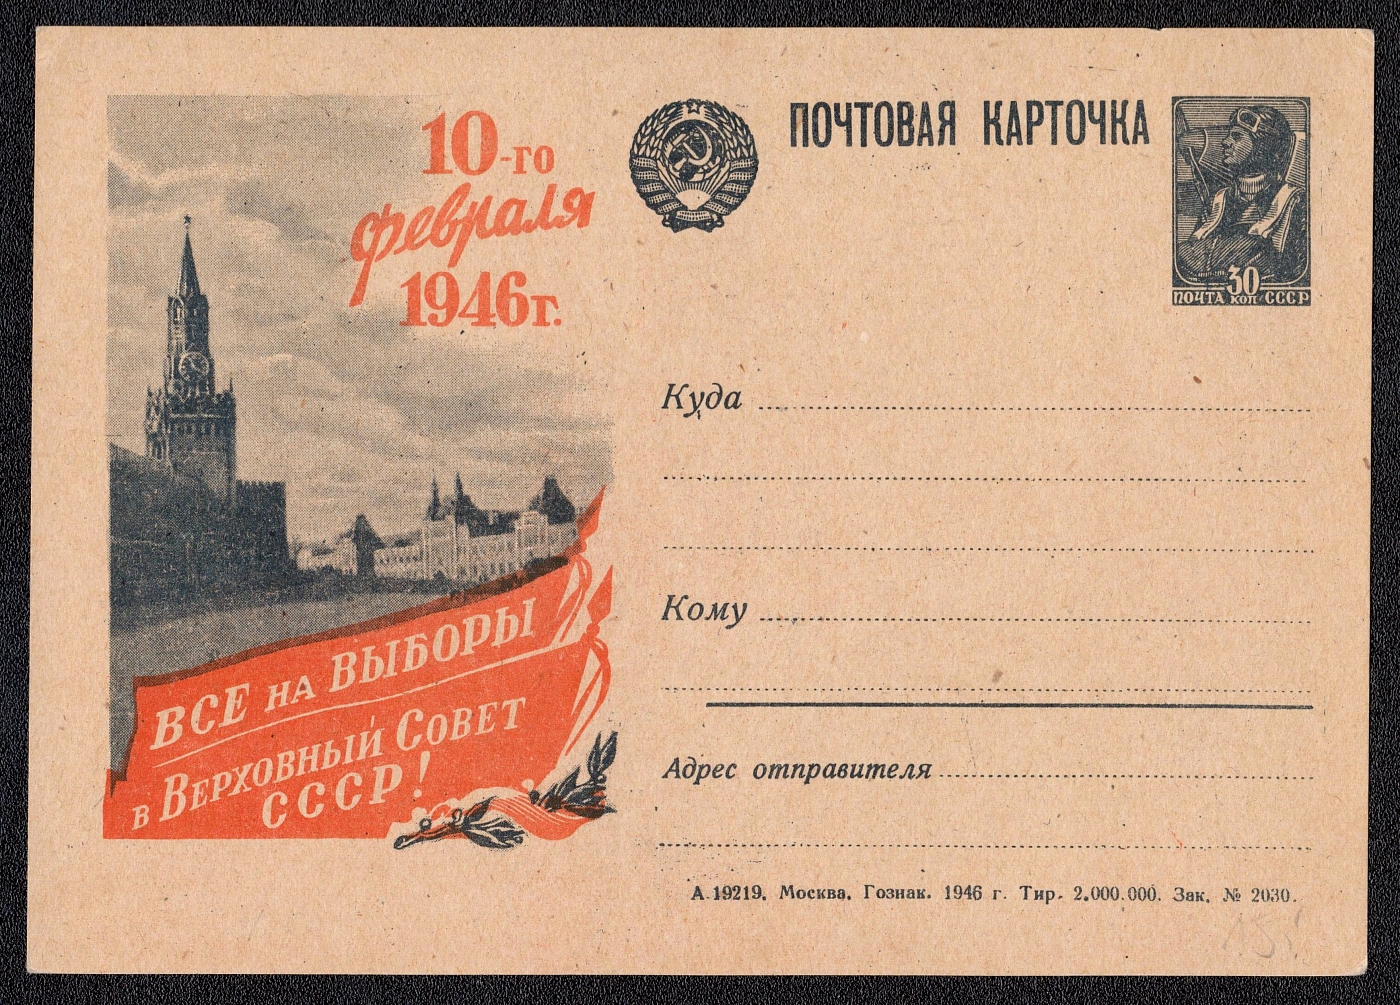 10-го
февраля
1946г.
ВСЕ НА ВЫБОРЫ
В ВЕРХОВНЫЙ СОВЕТ
СССР!
ПОЧТОВАЯ КАРТОЧКА
30
ПОЧТА КОП СССР
Куда
Кому
Адрес отправителя
А-19219. Москва. Гознак. 1946 г. Тир. 2.000.000. Зак. № 2030.